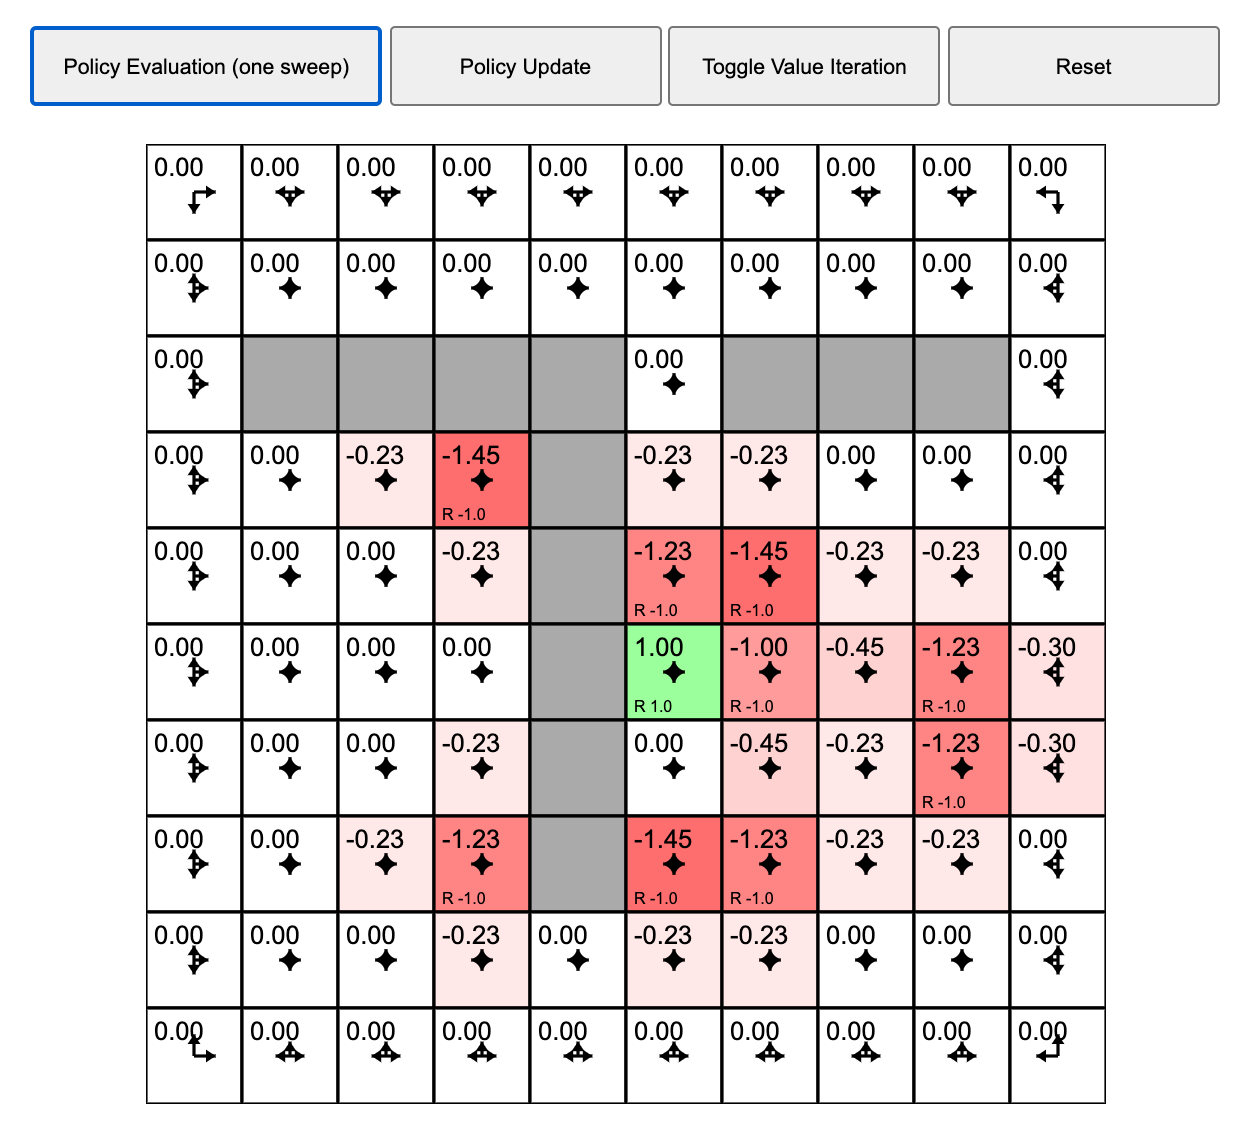 Policy Evaluation (one sweep) Policy Update Toggle Value Iteration Reset
0.00 0.00 0.00 0.00 0.00 0.00 0.00 0.00 0.00 0.00
0.00 0.00 0.00 0.00 0.00 0.00 0.00 0.00 0.00 0.00
0.00 0.00 0.00
0.00 0.00 -0.23 -1.45 -0.23 -0.23 0.00 0.00 0.00
R -1.0
0.00 0.00 0.00 -0.23 -1.23 -1.45 -0.23 -0.23 0.00
R -1.0 R -1.0
0.00 0.00 0.00 0.00 1.00 -1.00 -0.45 -1.23 -0.30
R 1.0 R -1.0 R -1.0
0.00 0.00 0.00 -0.23 0.00 -0.45 -0.23 -1.23 -0.30
R -1.0
0.00 0.00 -0.23 -1.23 -1.45 -1.23 -0.23 -0.23 0.00
R -1.0 R -1.0 R -1.0
0.00 0.00 0.00 -0.23 0.00 -0.23 -0.23 0.00 0.00 0.00
0.00 0.00 0.00 0.00 0.00 0.00 0.00 0.00 0.00 0.00